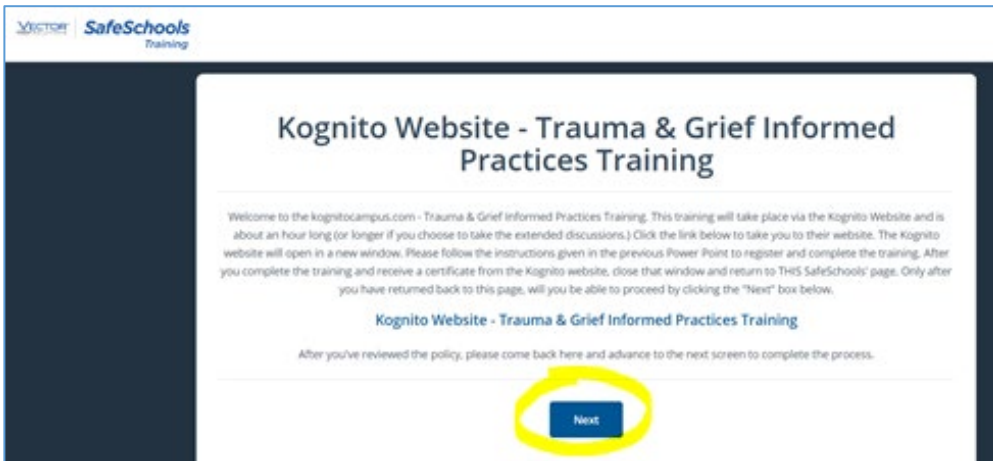 VECTOR SafeSchools
Training
Kognito Website - Trauma & Grief Informed
Practices Training
Welcome to the kognitocampus.com - Trauma & Grief Informed Practices Training. This training will take place via the Kognito Website and is
about an hour long (or longer if you choose to take the extended discussions.) Click the link below to take you to their website. The Kognito
website will open in a new window. Please follow the instructions given in the previous Power Point to register and complete the training. After
you complete the training and receive a certificate from the Kognito website, close that window and return to THIS SafeSchools' page. Only after
you have returned back to this page, will you be able to proceed by clicking the "Next" box below.
Kognito Website - Trauma & Grief Informed Practices Training
After you've reviewed the policy, please come back here and advance to the next screen to complete the process.
Next